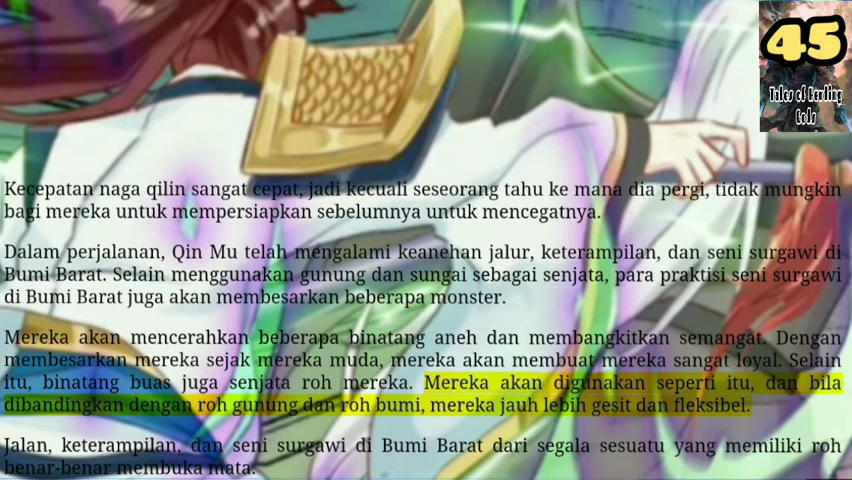 45
Tales of Herding
Gods
Kecepatan naga qilin sangat cepat, jadi kecuali seseorang tahu ke mana dia pergi, tidak mungkin
bagi mereka untuk mempersiapkan sebelumnya untuk mencegatnya.
Dalam perjalanan, Qin Mu telah mengalami keanehan jalur, keterampilan, dan seni surgawi di
Bumi Barat. Selain menggunakan gunung dan sungai sebagai senjata, para praktisi seni surgawi
di Bumi Barat juga akan membesarkan beberapa monster.
Mereka akan mencerahkan beberapa binatang aneh dan membangkitkan semangat. Dengan
membesarkan mereka sejak mereka muda, mereka akan membuat mereka sangat loyal. Selain
itu, binatang buas juga senjata roh mereka. Mereka akan digunakan seperti itu, dan bila
dibandingkan dengan roh gunung dan roh bumi, mereka jauh lebih gesit dan fleksibel.
Jalan, keterampilan, dan seni surgawi di Bumi Barat dari segala sesuatu yang memiliki roh
benar-benar membuka mata.